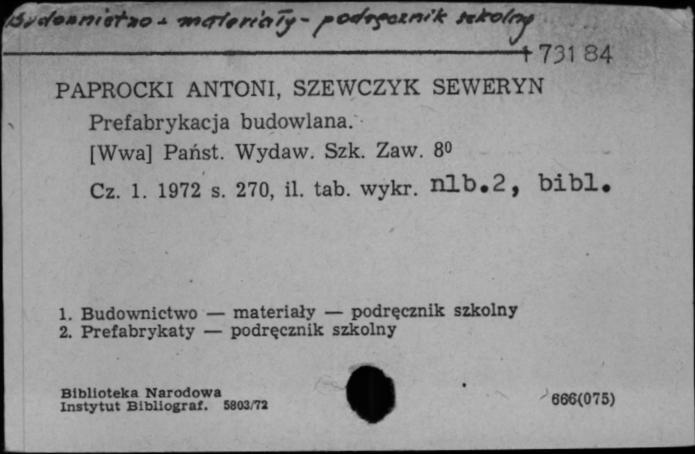 Budownictwo - materiały - podręcznik szkolny
+ 731 84
PAPROCKI ANTONI, SZEWCZYK SEWERYN
Prefabrykacja budowlana.
[Wwa] Państ. Wydaw. Szk. Zaw. 8⁰
Cz. 1. 1972 s. 270, il. tab. wykr. nlb.2, bibl.
1. Budownictwo — materiały — podręcznik szkolny
2. Prefabrykaty — podręcznik szkolny
Biblioteka Narodowa
Instytut Bibliograf. 5803/72
666(075)